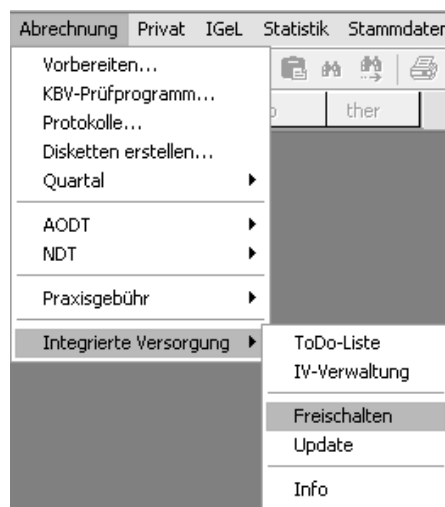 Abrechnung Privat IGeL Statistik Stammdaten
Vorbereiten...
KBV-Prüfprogramm...
Protokolle...
ther
Disketten erstellen...
Quartal
AODT
NDT
Praxisgebühr
Integrierte Versorgung
ToDo-Liste
IV-Verwaltung
Freischalten
Update
Info